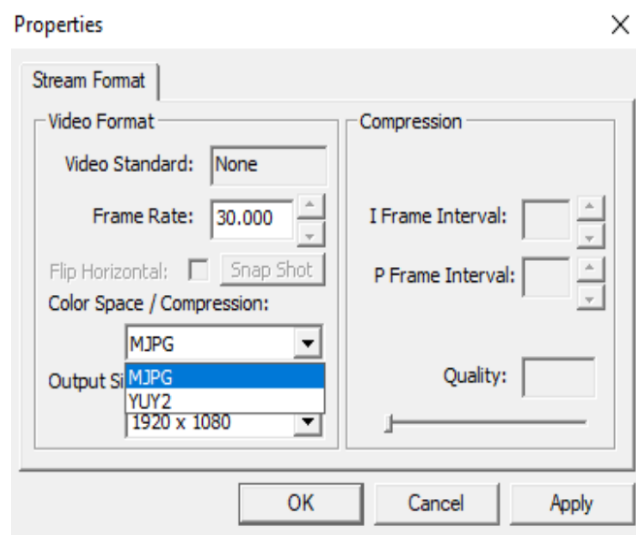 Properties
Stream Format
Video Format
Video Standard: None
Frame Rate: 30.000
Flip Horizontal: Snap Shot
Color Space / Compression:
MJPG
MJPG
YUY2
Output Si
1920 x 1080
Compression
I Frame Interval:
P Frame Interval:
Quality:
OK Cancel Apply